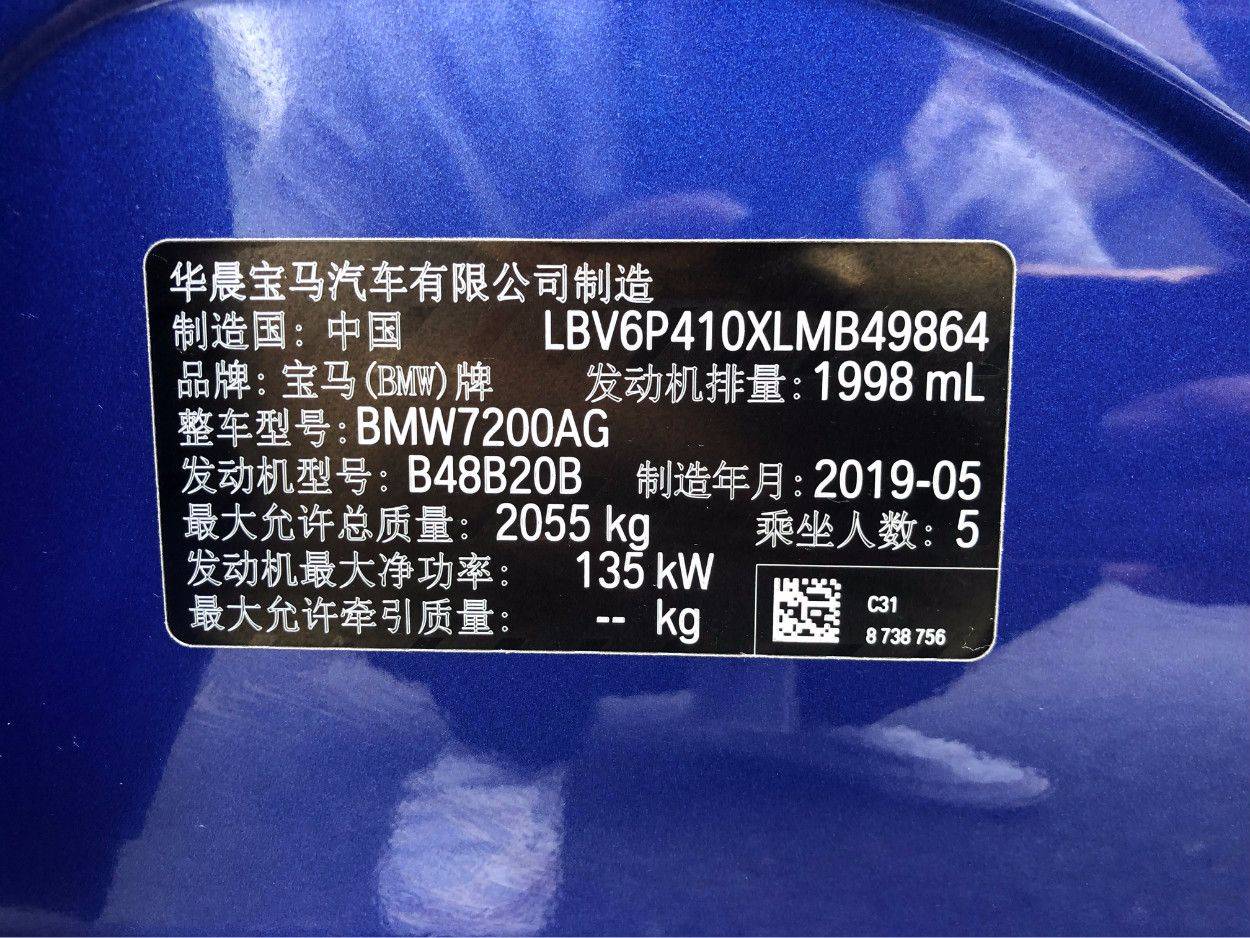 华晨宝马汽车有限公司制造
制造国：中国 LBV6P410XLMB49864
品牌：宝马(BMW)牌 发动机排量：1998 mL
整车型号：BMW7200AG
发动机型号：B48B20B 制造年月：2019-05
最大允许总质量：2055 kg 乘坐人数：5
发动机最大净功率：135 kW
最大允许牵引质量：-- kg
C31
8 738 756